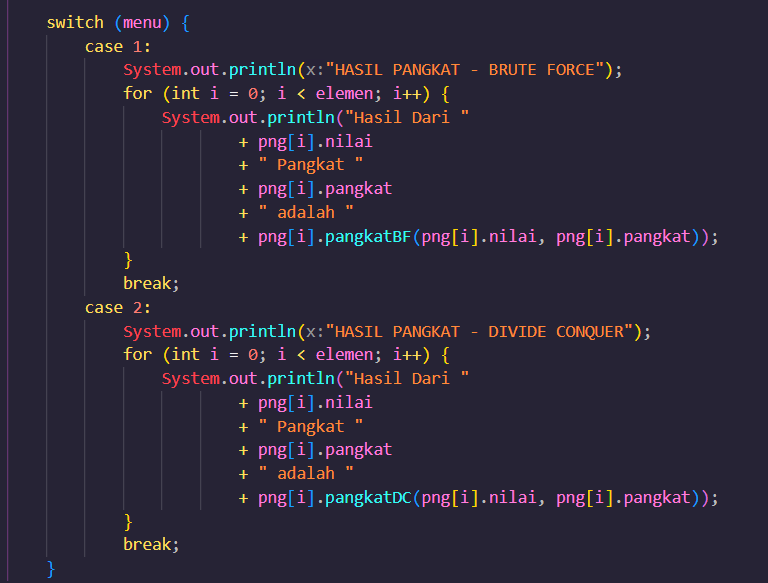 switch (menu) {
    case 1:
        System.out.println(x:"HASIL PANGKAT - BRUTE FORCE");
        for (int i = 0; i < elemen; i++) {
            System.out.println("Hasil Dari "
                    + png[i].nilai
                    + " Pangkat "
                    + png[i].pangkat
                    + " adalah "
                    + png[i].pangkatBF(png[i].nilai, png[i].pangkat));
        }
        break;
    case 2:
        System.out.println(x:"HASIL PANGKAT - DIVIDE CONQUER");
        for (int i = 0; i < elemen; i++) {
            System.out.println("Hasil Dari "
                    + png[i].nilai
                    + " Pangkat "
                    + png[i].pangkat
                    + " adalah "
                    + png[i].pangkatDC(png[i].nilai, png[i].pangkat));
        }
        break;
}